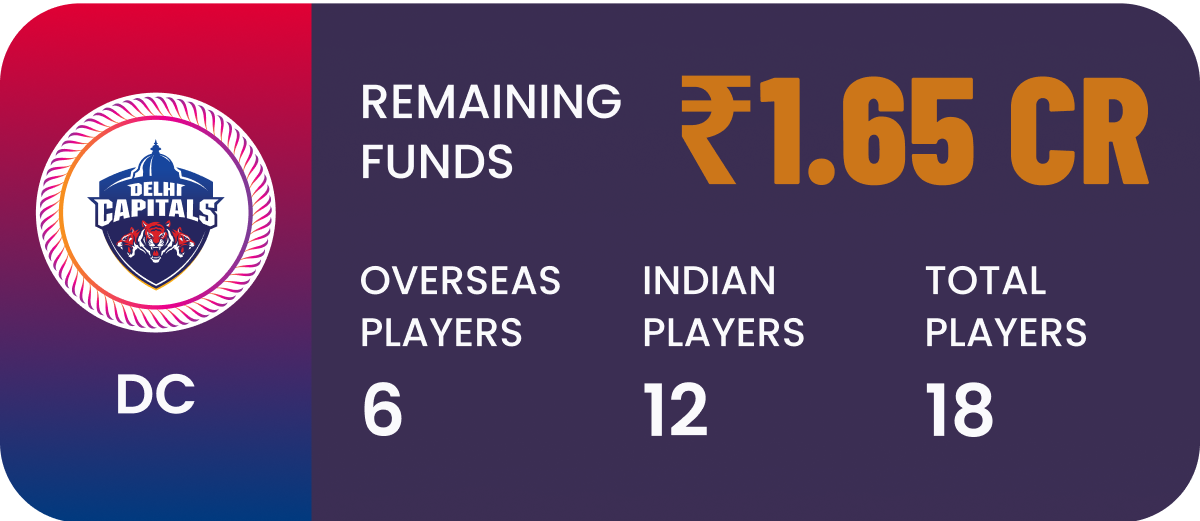 DELHI
CAPITALS
DC
REMAINING
FUNDS
₹1.65 CR
OVERSEAS
PLAYERS
6
INDIAN
PLAYERS
12
TOTAL
PLAYERS
18